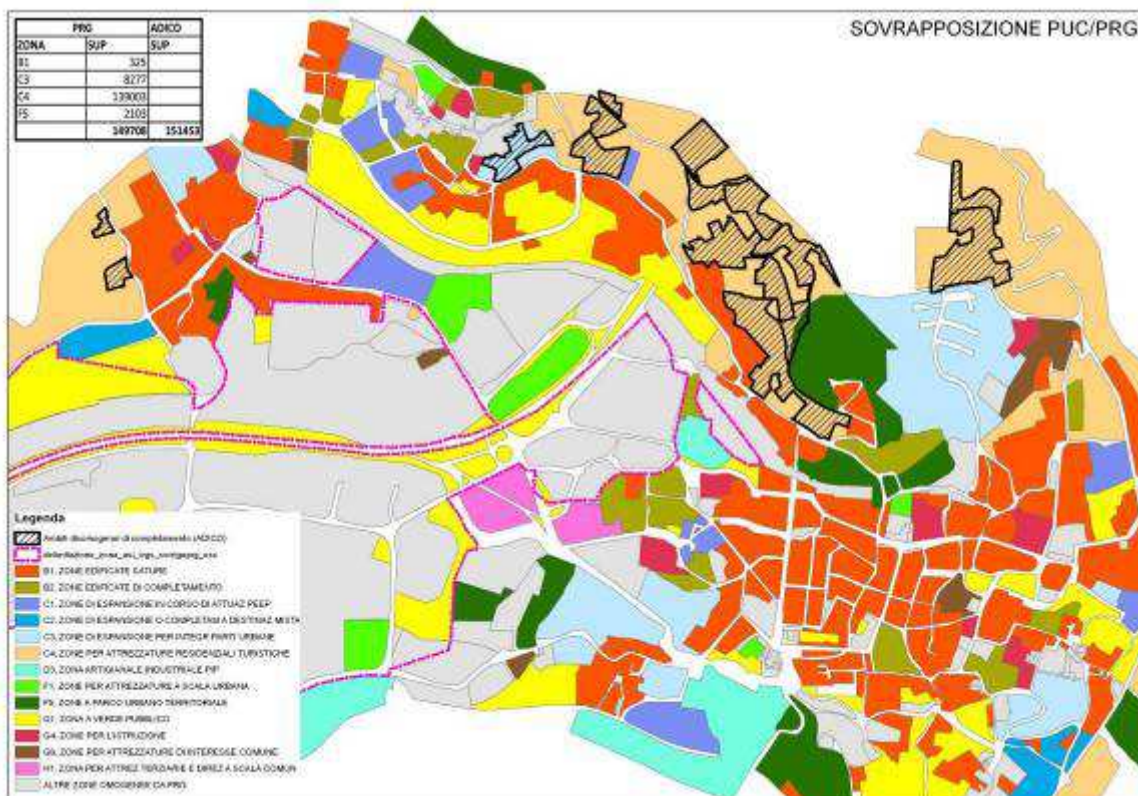 SOVRAPPOSIZIONE PUC/PRG
PRG ADICO
ZONA SUP SUP
B1 325
C3 8277
C4 139003
F5 2103
149708 151453
Legenda
Ambiti disomogenei di completamento (ADICO)
B1. ZONE EDIFICATE SATURE
B2. ZONE EDIFICATE DI COMPLETAMENTO
C1. ZONE DI ESPANSIONE IN CORSO DI ATTUAZ PEEP
C2. ZONE DI ESPANSIONE O COMPLETAM A DESTINAZ MISTA
C3. ZONE DI ESPANSIONE PER INTEGR PARTI URBANE
C4. ZONE PER ATTREZZATURE RESIDENZIALI TURISTICHE
D3. ZONA ARTIGIANALE INDUSTRIALE PIP
F1. ZONE PER ATTREZZATURE A SCALA URBANA
F5. ZONE A PARCO URBANO TERRITORIALE
G1. ZONA A VERDE PUBBLICO
G4. ZONE PER L'ISTRUZIONE
ZONE PER ATTREZZATURE DI INTERESSE COMUNE
H1. ZONA PER ATTREZ TERZIARIE E DIREZ A SCALA COMUN
ALTRE ZONE OMOGENEE DA PRG